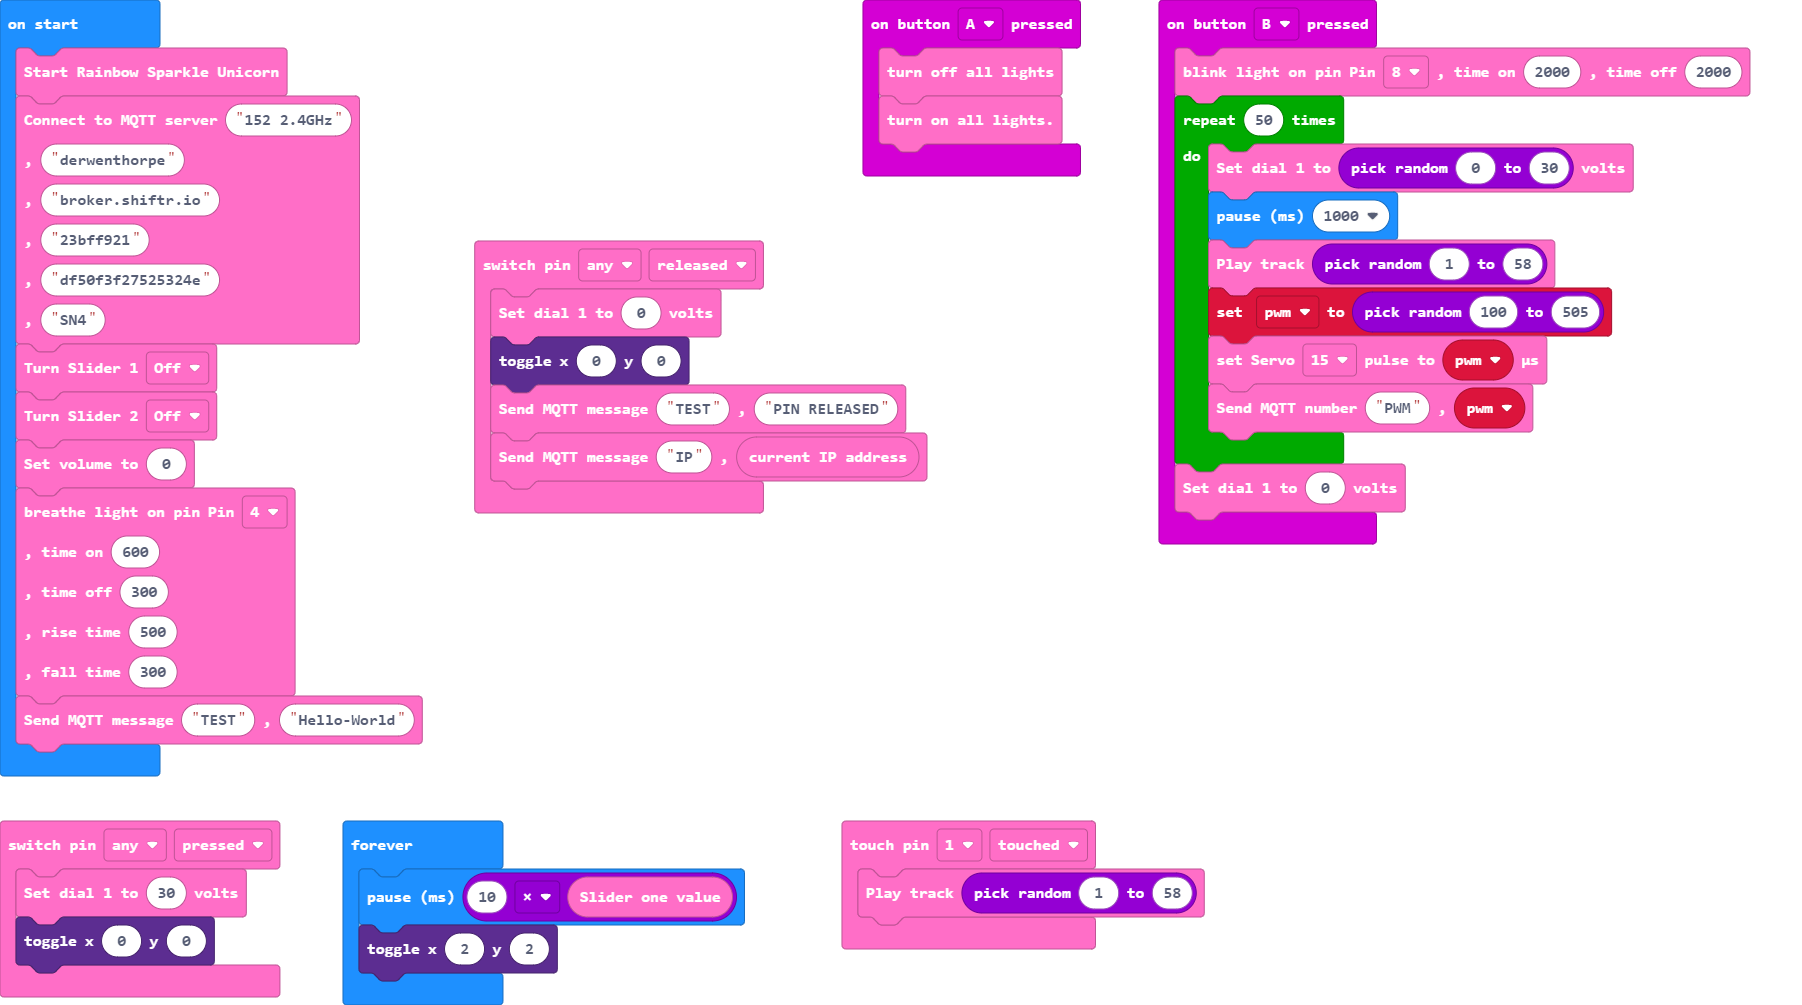 on start
Start Rainbow Sparkle Unicorn
Connect to MQTT server "152 2.4GHz"
, "derwenthorpe"
, "broker.shiftr.io"
, "23bff921"
, "df50f3f27525324e"
, "SN4"
Turn Slider 1 Off
Turn Slider 2 Off
Set volume to 0
breathe light on pin Pin 4
, time on 600
, time off 300
, rise time 500
, fall time 300
Send MQTT message "TEST" , "Hello-World"
switch pin any released
Set dial 1 to 0 volts
toggle x 0 y 0
Send MQTT message "TEST" , "PIN RELEASED"
Send MQTT message "IP" , current IP address
on button A pressed
turn off all lights
turn on all lights.
on button B pressed
blink light on pin Pin 8 , time on 2000 , time off 2000
repeat 50 times
do
Set dial 1 to pick random 0 to 30 volts
pause (ms) 1000
Play track pick random 1 to 58
set pwm to pick random 100 to 505
set Servo 15 pulse to pwm µs
Send MQTT number "PWM" , pwm
Set dial 1 to 0 volts
switch pin any pressed
Set dial 1 to 30 volts
toggle x 0 y 0
forever
pause (ms) 10 × Slider one value
toggle x 2 y 2
touch pin 1 touched
Play track pick random 1 to 58